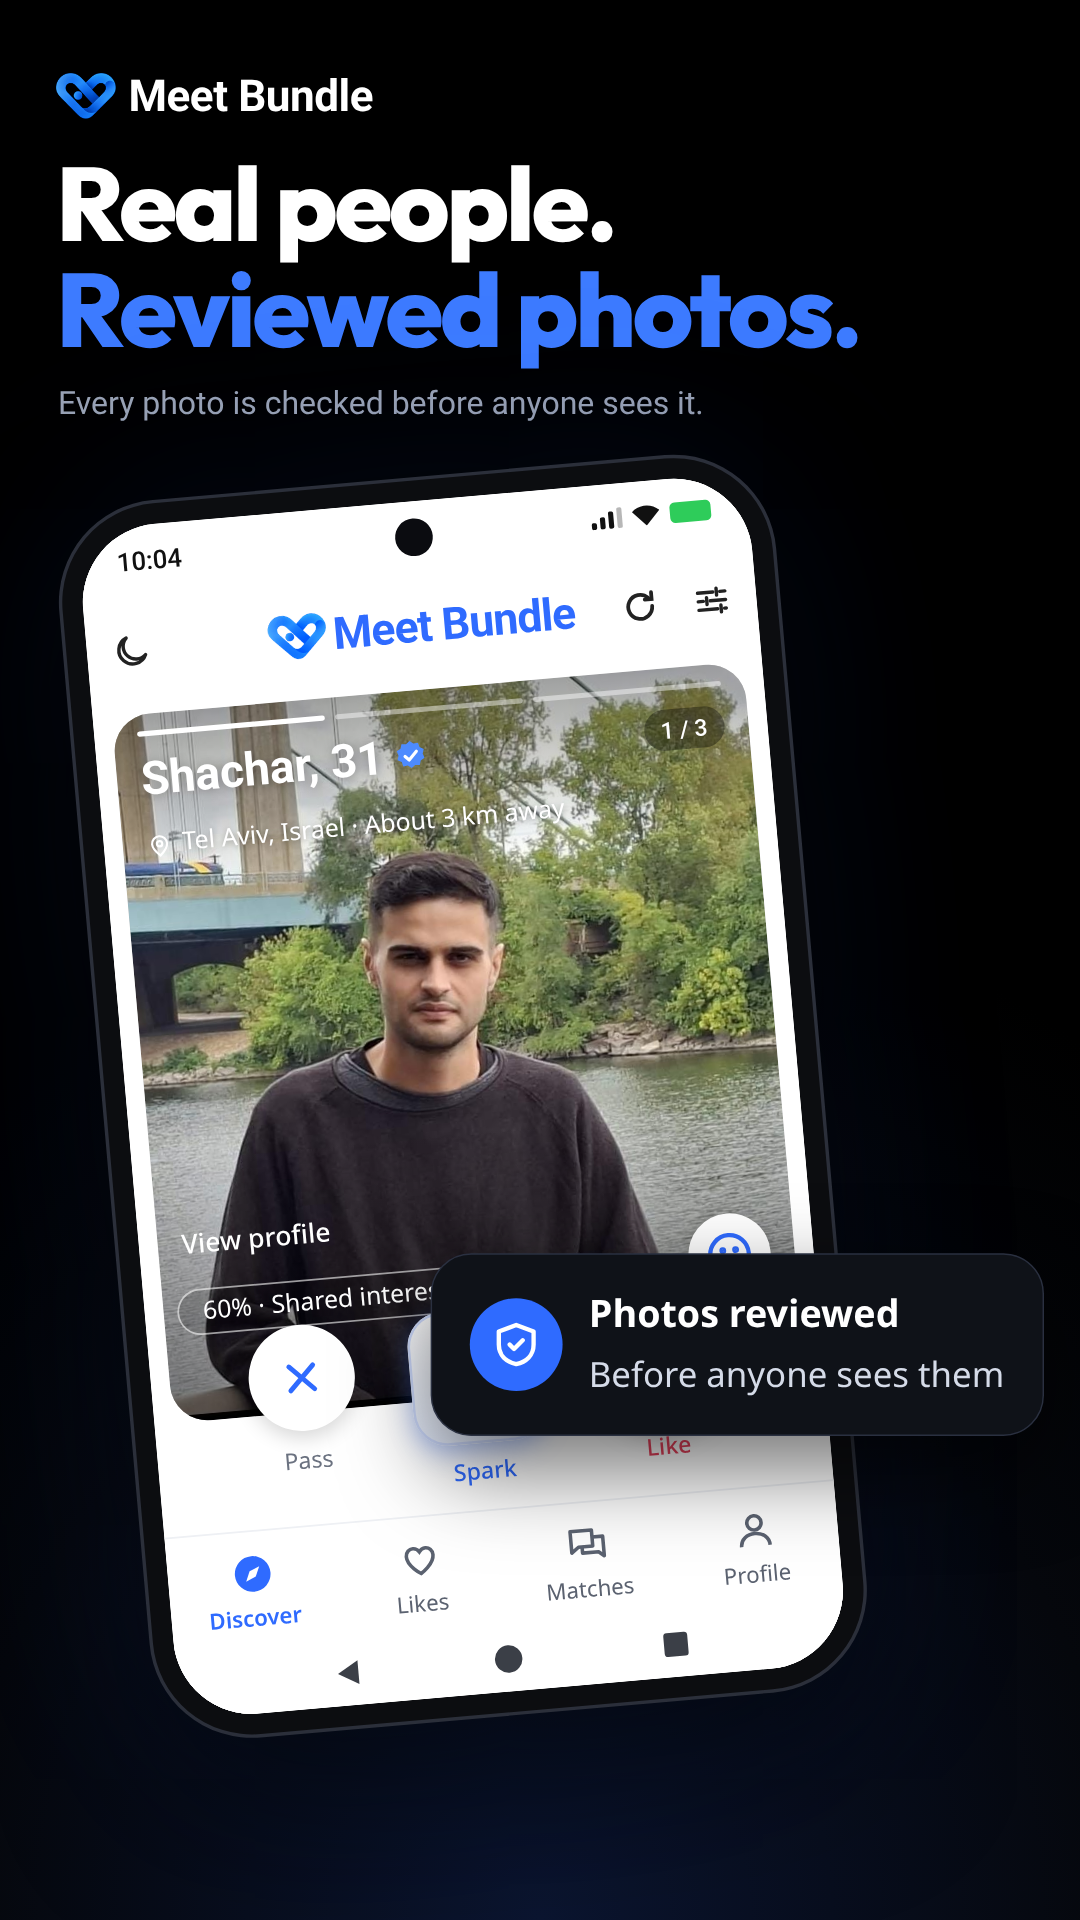 Meet Bundle
Real people.
Reviewed photos.
Every photo is checked before anyone sees it.
10:04
Meet Bundle
1 / 3
Shachar, 31
Tel Aviv, Israel · About 3 km away
View profile
60% · Shared
Photos reviewed
Before anyone sees them
Pass
Spark
Like
Discover
Likes
Matches
Profile